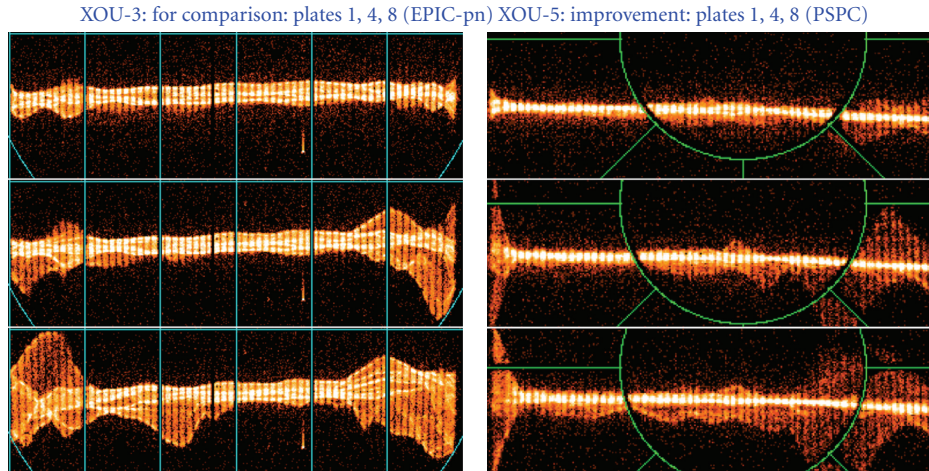 XOU-3: for comparison: plates 1, 4, 8 (EPIC-pn) XOU-5: improvement: plates 1, 4, 8 (PSPC)